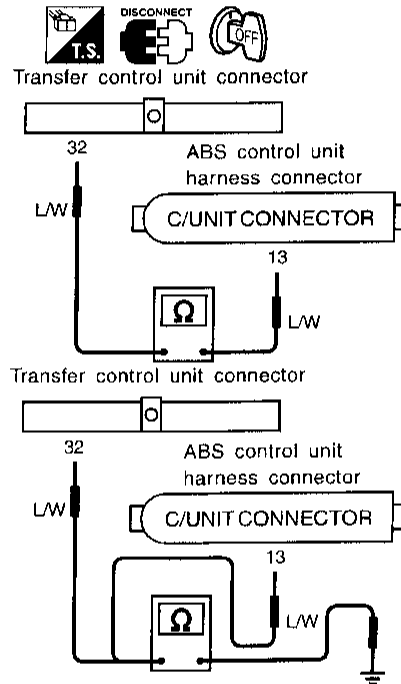 DISCONNECT
T.S.
OFF
Transfer control unit connector
32
ABS control unit
harness connector
L/W
C/UNIT CONNECTOR
13
Ω
L/W
Transfer control unit connector
32
ABS control unit
harness connector
L/W
C/UNIT CONNECTOR
13
Ω
L/W